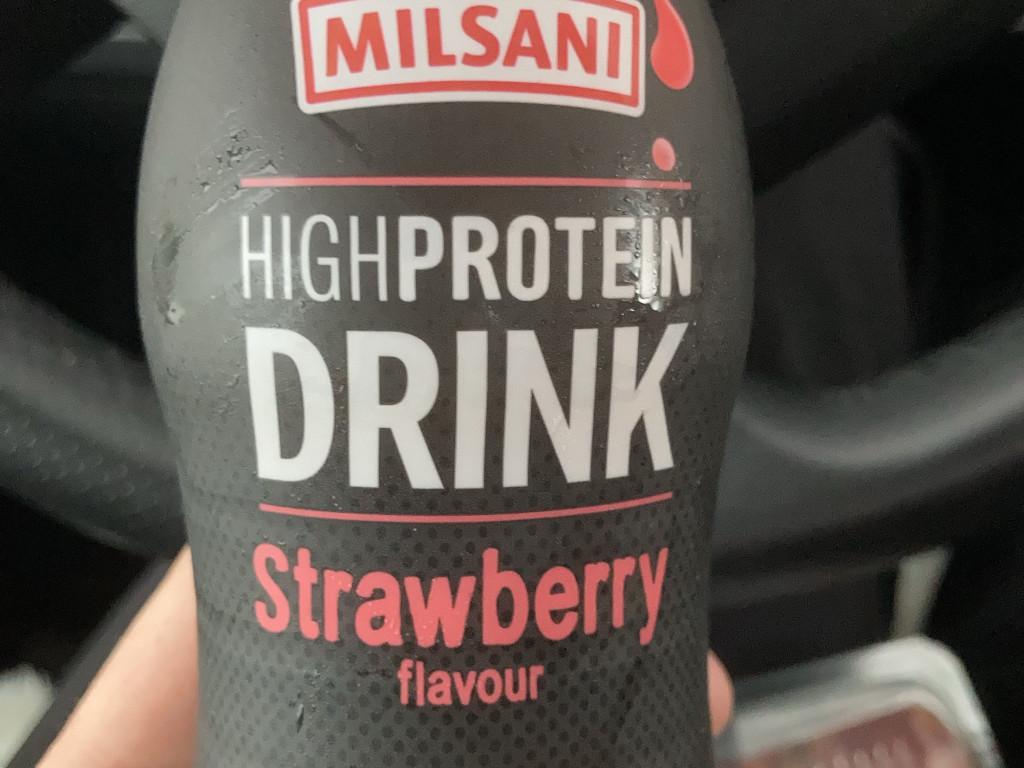 MILSANI
HIGHPROTEIN
DRINK
Strawberry
flavour